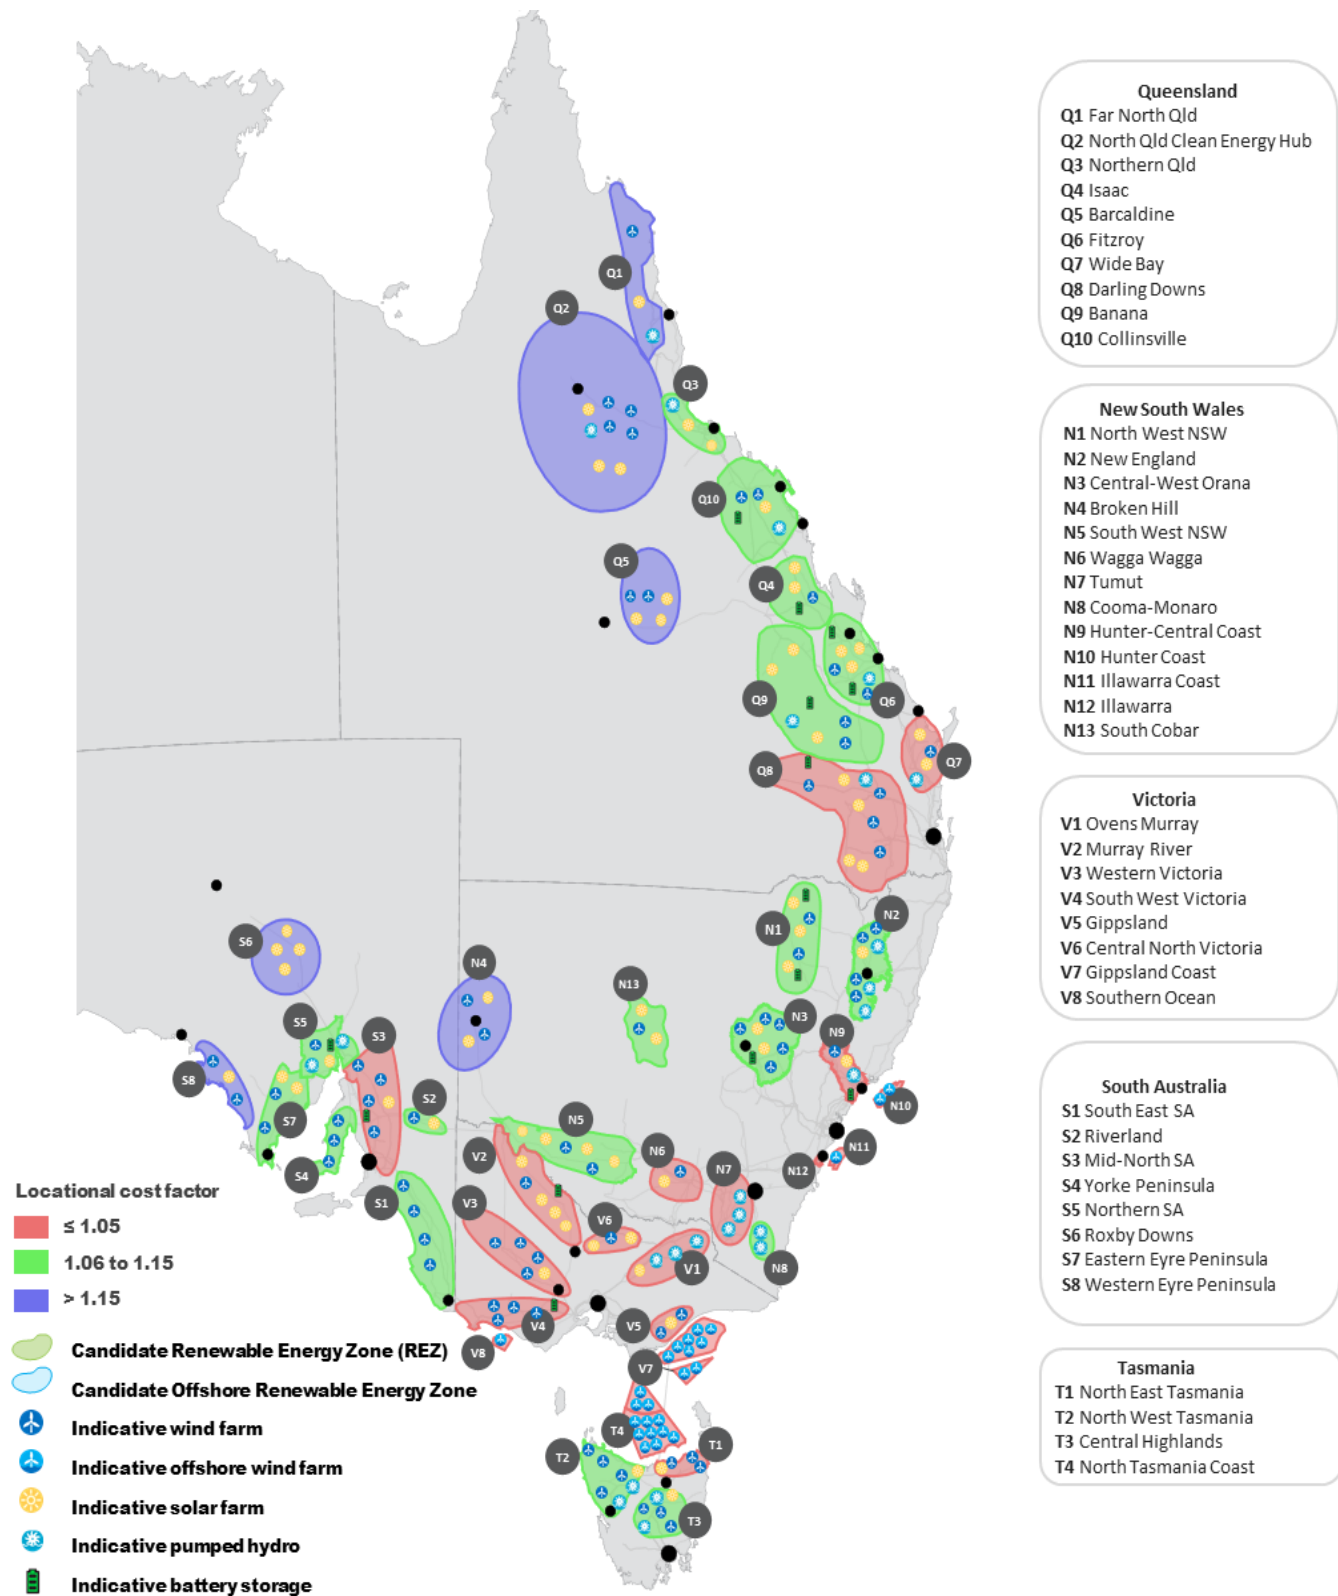 Queensland
Q1 Far North Qld
Q2 North Qld Clean Energy Hub
Q3 Northern Qld
Q4 Isaac
Q5 Barcaldine
Q6 Fitzroy
Q7 Wide Bay
Q8 Darling Downs
Q9 Banana
Q10 Collinsville
New South Wales
N1 North West NSW
N2 New England
N3 Central-West Orana
N4 Broken Hill
N5 South West NSW
N6 Wagga Wagga
N7 Tumut
N8 Cooma-Monaro
N9 Hunter-Central Coast
N10 Hunter Coast
N11 Illawarra Coast
N12 Illawarra
N13 South Cobar
Victoria
V1 Ovens Murray
V2 Murray River
V3 Western Victoria
V4 South West Victoria
V5 Gippsland
V6 Central North Victoria
V7 Gippsland Coast
V8 Southern Ocean
South Australia
S1 South East SA
S2 Riverland
S3 Mid-North SA
S4 Yorke Peninsula
S5 Northern SA
S6 Roxby Downs
S7 Eastern Eyre Peninsula
S8 Western Eyre Peninsula
Tasmania
T1 North East Tasmania
T2 North West Tasmania
T3 Central Highlands
T4 North Tasmania Coast
Q1
Q2
Q3
Q10
Q5
Q4
Q9
Q6
Q8
Q7
N1
N2
S6
N4
N13
S5
S3
N3
N9
S8
S2
N10
S7
N5
N11
V2
N6
N7
N12
S4
S1
V3
V6
V1
N8
V4
V5
V8
V7
T4
T1
T2
T3
Locational cost factor
≤ 1.05
1.06 to 1.15
> 1.15
Candidate Renewable Energy Zone (REZ)
Candidate Offshore Renewable Energy Zone
Indicative wind farm
Indicative offshore wind farm
Indicative solar farm
Indicative pumped hydro
Indicative battery storage